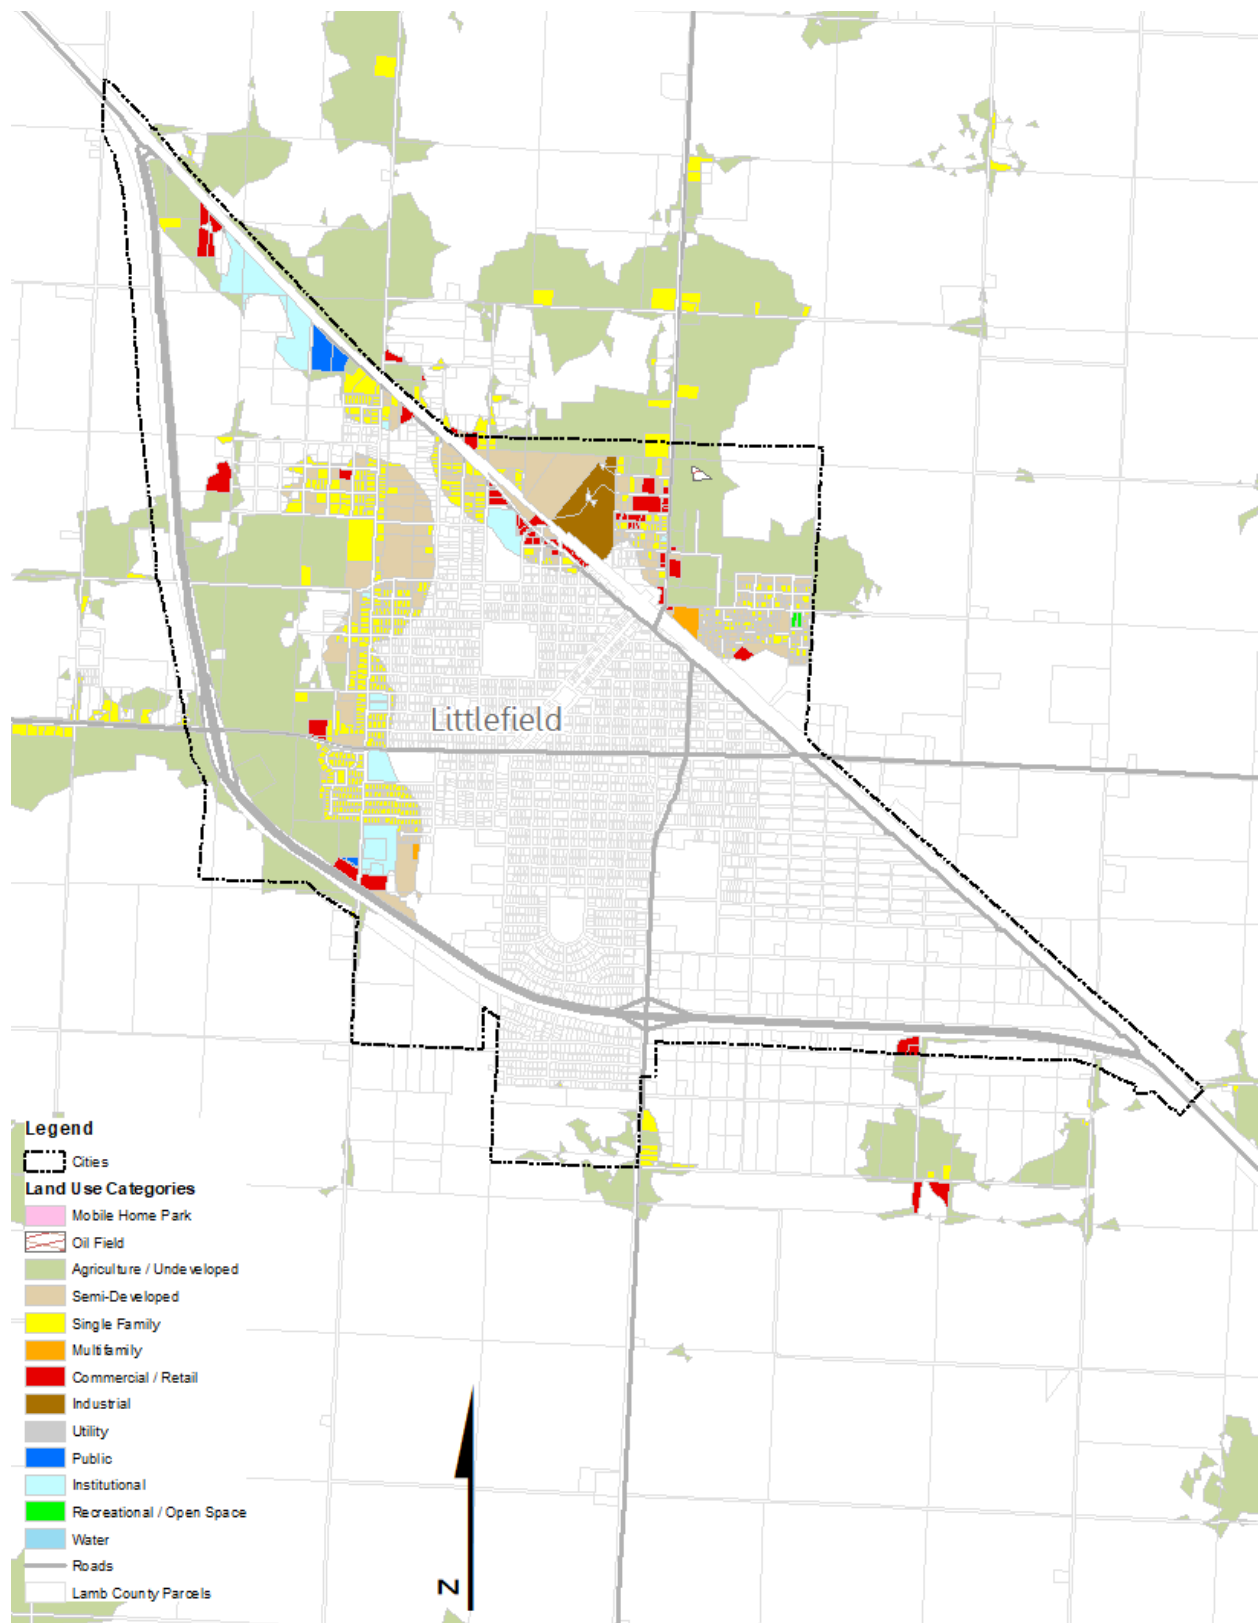 Littlefield
Legend
Cities
Land Use Categories
Mobile Home Park
Oil Field
Agriculture / Undeveloped
Semi-Developed
Single Family
Multifamily
Commercial / Retail
Industrial
Utility
Public
Institutional
Recreational / Open Space
Water
Roads
Lamb County Parcels
N